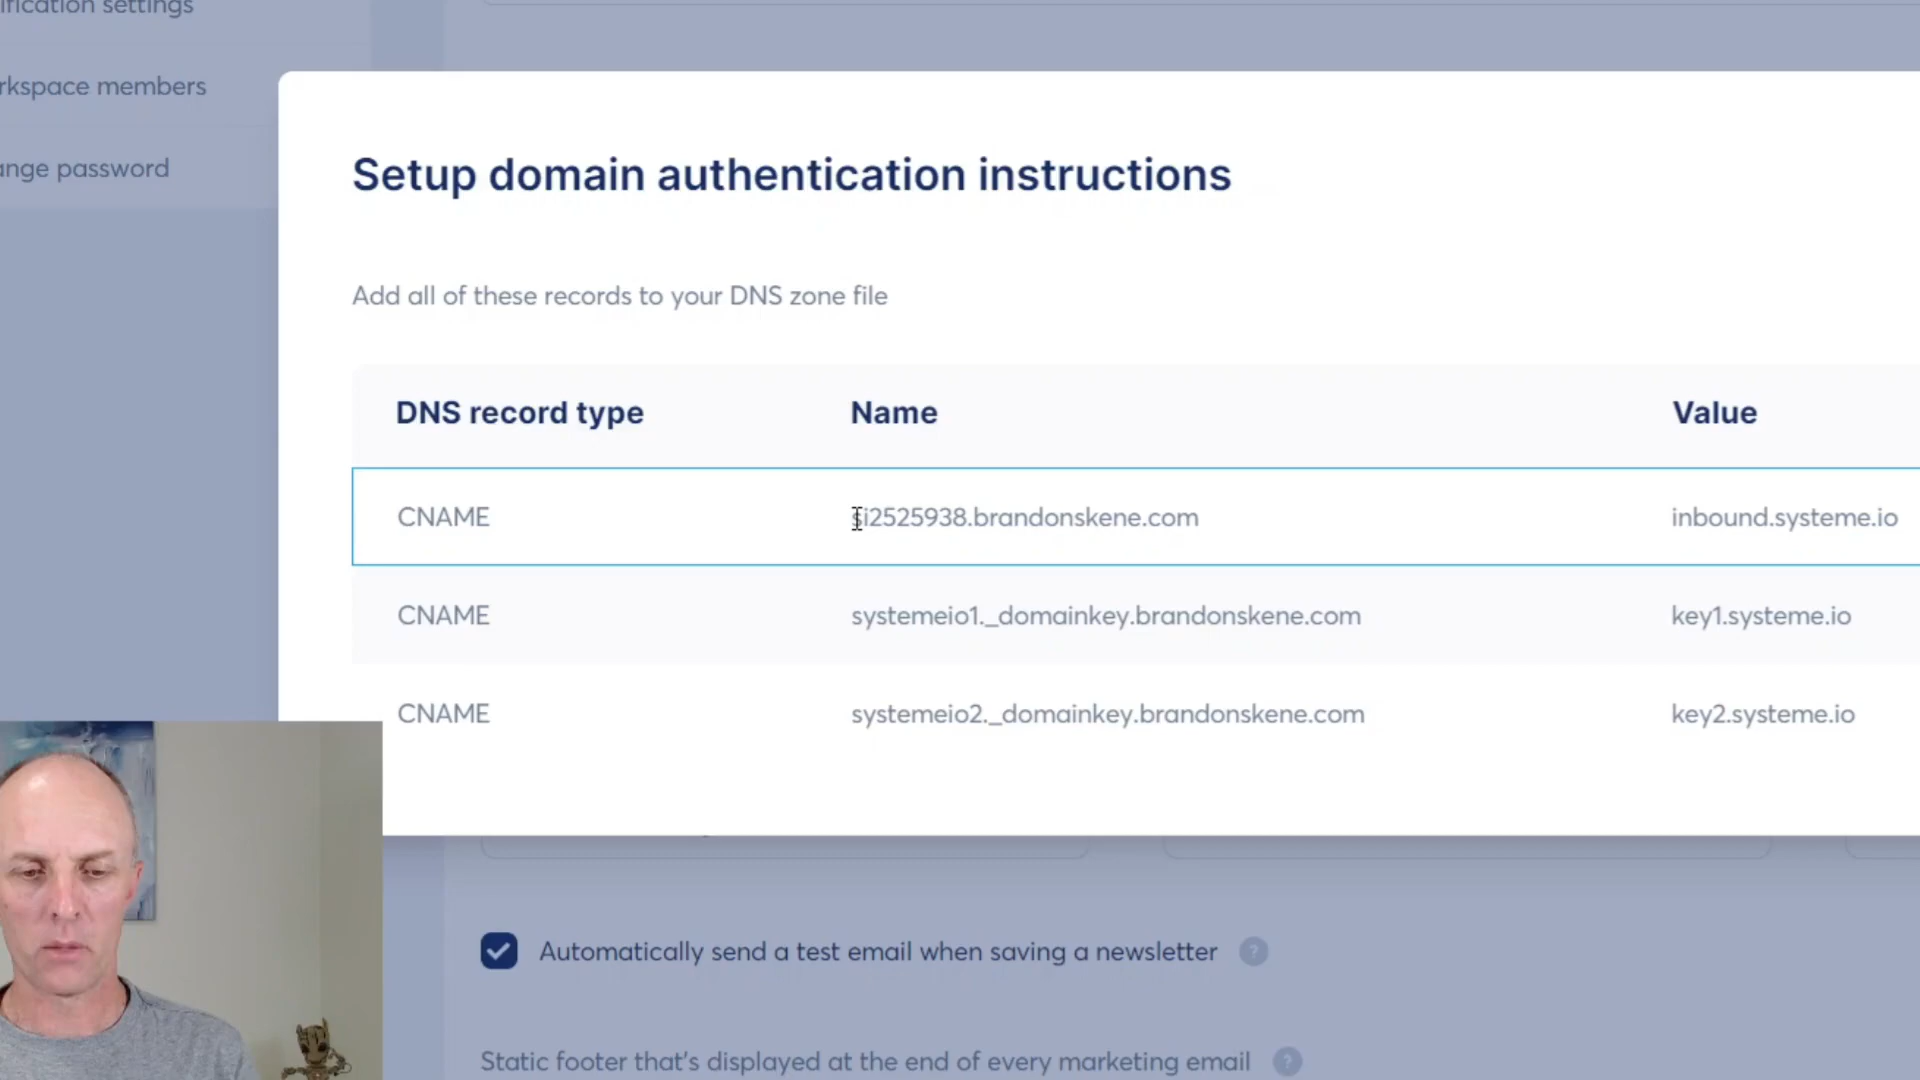 ification settings
rkspace members
ange password
Setup domain authentication instructions
Add all of these records to your DNS zone file
DNS record type Name Value
CNAME si2525938.brandonskene.com inbound.systeme.io
CNAME systemeio1._domainkey.brandonskene.com key1.systeme.io
CNAME systemeio2._domainkey.brandonskene.com key2.systeme.io
Automatically send a test email when saving a newsletter ?
Static footer that's displayed at the end of every marketing email ?